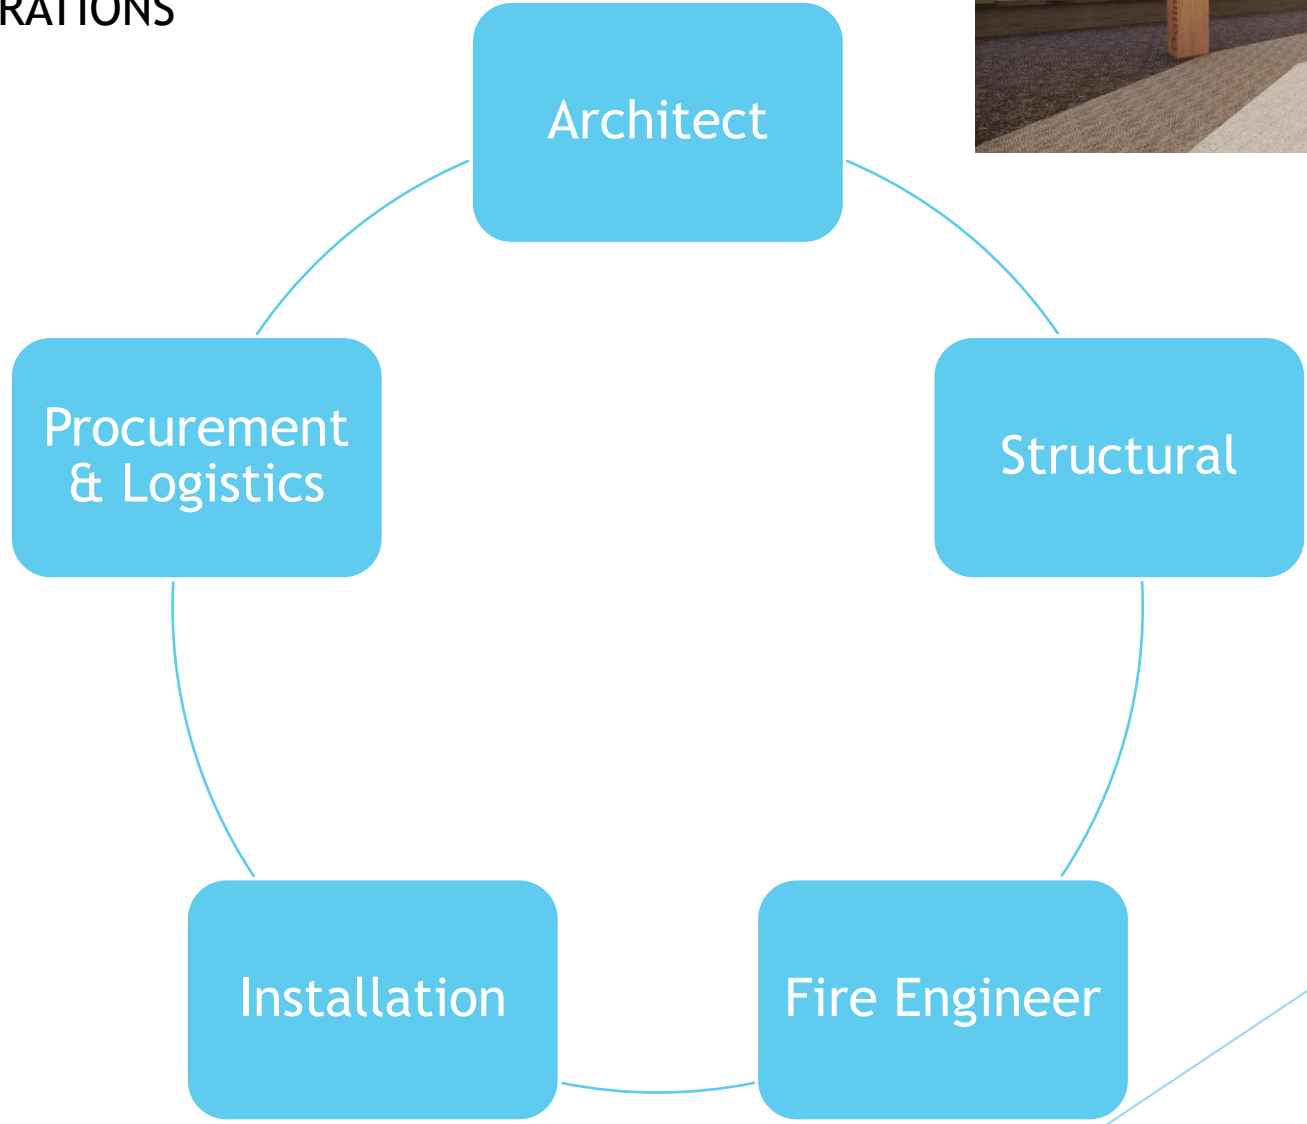 RATIONS
Architect
Procurement
& Logistics
Structural
Installation
Fire Engineer